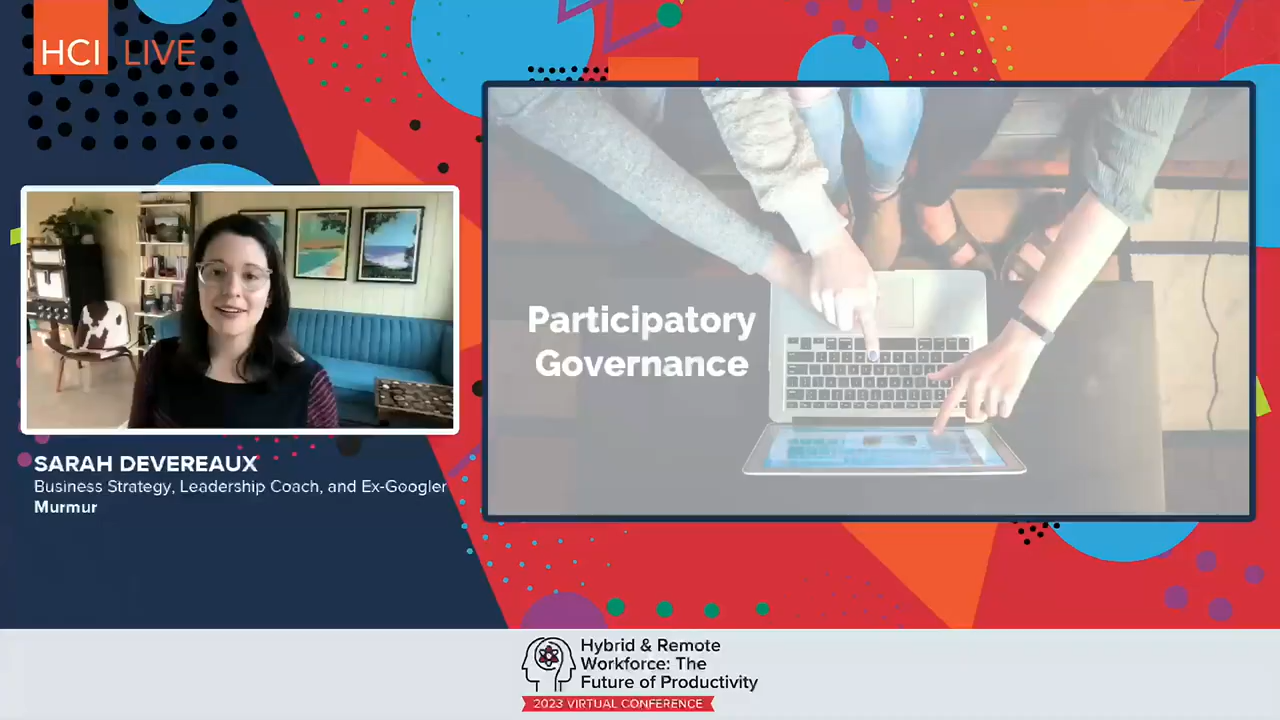 HCI LIVE
SARAH DEVEREAUX
Business Strategy, Leadership Coach, and Ex-Googler
Murmur
Participatory
Governance
Hybrid & Remote
Workforce: The
Future of Productivity
2023 VIRTUAL CONFERENCE